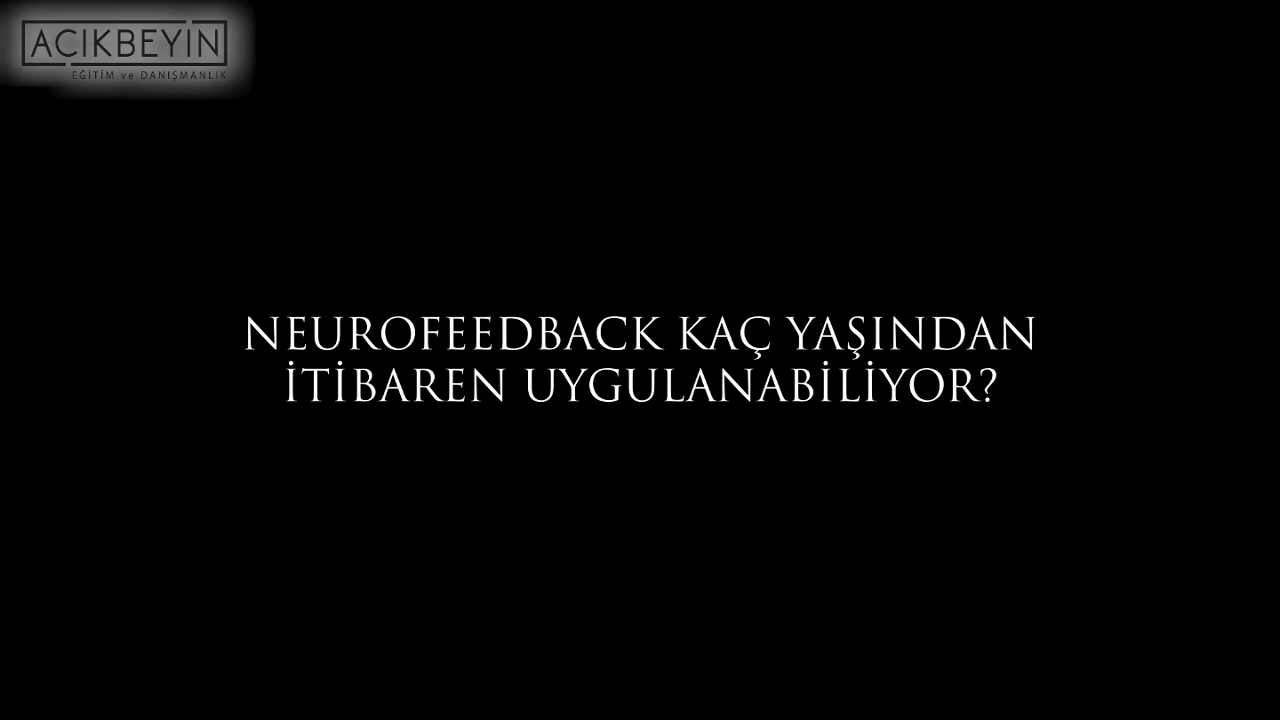 AÇIKBEYİN
EĞİTİM ve DANIŞMANLIK
NEUROFEEDBACK KAÇ YAŞINDAN
İTİBAREN UYGULANABİLİYOR?